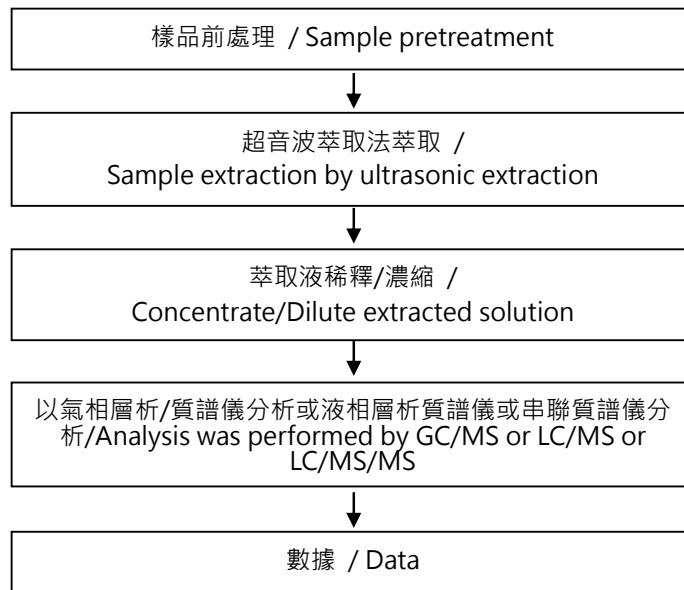 樣品前處理 / Sample pretreatment
超音波萃取法萃取 /
Sample extraction by ultrasonic extraction
萃取液稀釋/濃縮 /
Concentrate/Dilute extracted solution
以氣相層析/質譜儀分析或液相層析質譜儀或串聯質譜儀分
析/Analysis was performed by GC/MS or LC/MS or
LC/MS/MS
數據 / Data